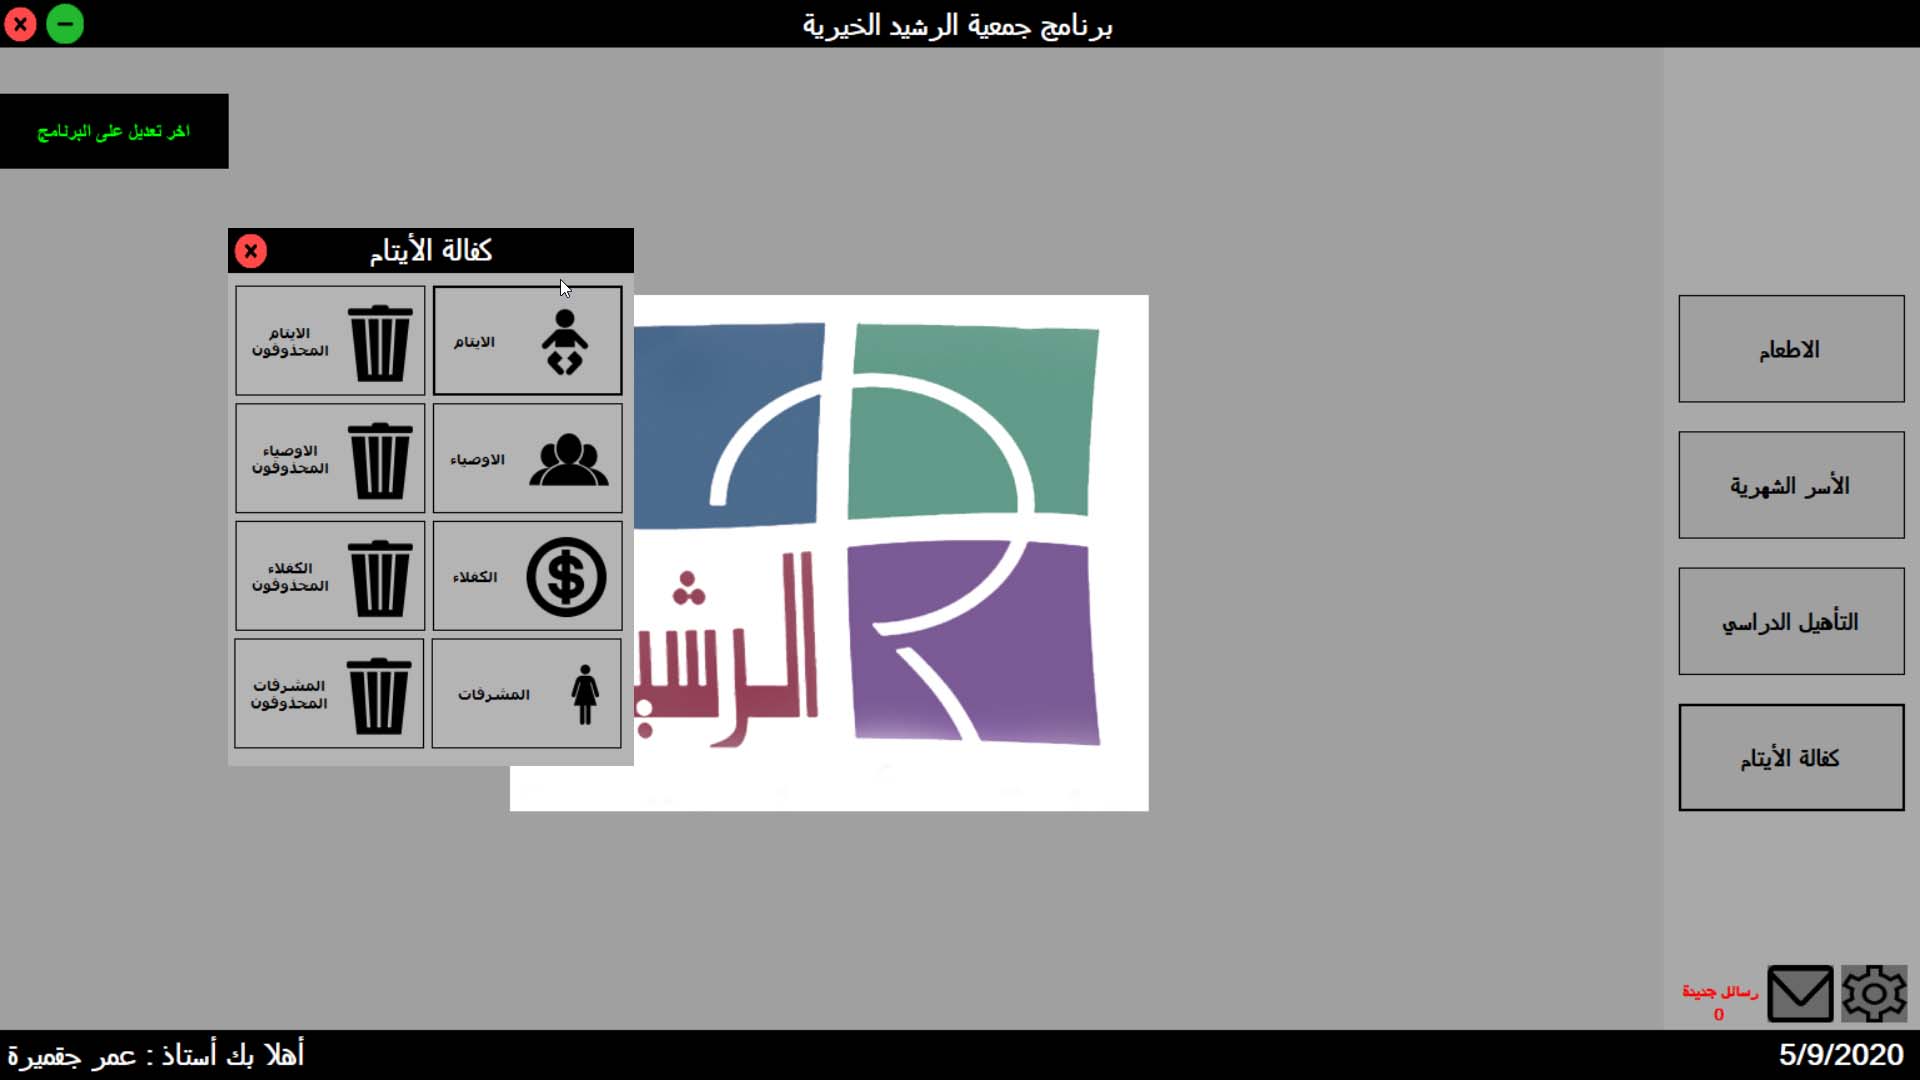 برنامج جمعية الرشيد الخيرية
اخر تعديل على البرنامج
كفالة الأيتام
الايتام
الايتام
المحذوفون
الاوصياء
الاوصياء
المحذوفون
الكفلاء
الكفلاء
المحذوفون
المشرفات
المشرفات
المحذوفون
الرشي
الاطعام
الأسر الشهرية
التأهيل الدراسي
كفالة الأيتام
رسائل جديدة
0
أهلا بك أستاذ : عمر جقميرة
5/9/2020